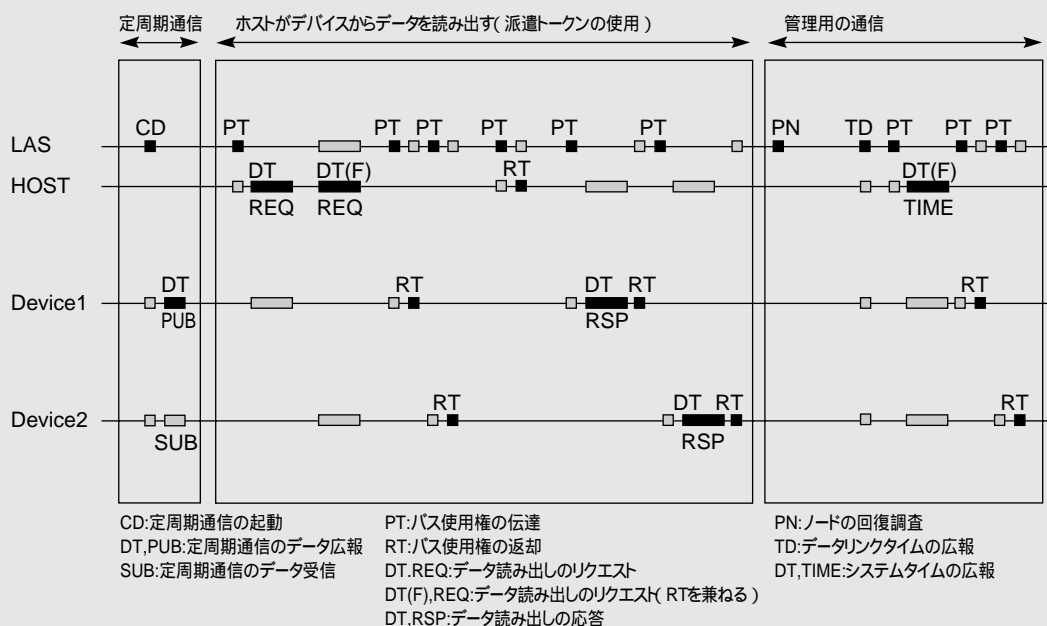 定周期通信 ホストがデバイスからデータを読み出す(派遣トークンの使用) 管理用の通信
CD PT PT PT PT PT PT PN TD PT PT PT
LAS
DT DT(F) RT DT(F)
HOST
REQ REQ TIME
DT RT DT RT RT
Device1
PUB RSP
RT DT RT RT
Device2
SUB RSP
CD:定周期通信の起動 PT:バス使用権の伝達 PN:ノードの回復調査
DT,PUB:定周期通信のデータ広報 RT:バス使用権の返却 TD:データリンクタイムの広報
SUB:定周期通信のデータ受信 DT.REQ:データ読み出しのリクエスト DT,TIME:システムタイムの広報
DT(F),REQ:データ読み出しのリクエスト(RTを兼ねる)
DT,RSP:データ読み出しの応答